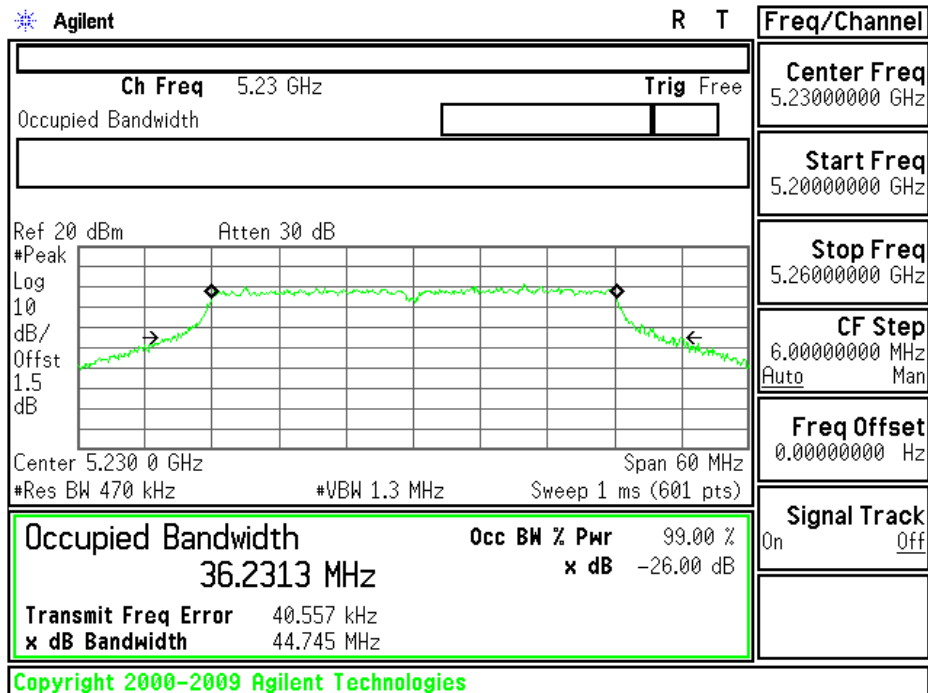 Agilent
R T
Freq/Channel
Ch Freq 5.23 GHz
Trig Free
Occupied Bandwidth
Center Freq
5.23000000 GHz
Start Freq
5.20000000 GHz
Stop Freq
5.26000000 GHz
CF Step
6.00000000 MHz
Auto Man
Freq Offset
0.00000000 Hz
Signal Track
On Off
Ref 20 dBm
Atten 30 dB
#Peak
Log
10
dB/
Offst
1.5
dB
Center 5.230 0 GHz
Span 60 MHz
#Res BW 470 kHz
#VBW 1.3 MHz
Sweep 1 ms (601 pts)
Occupied Bandwidth
36.2313 MHz
Occ BW % Pwr 99.00 %
x dB -26.00 dB
Transmit Freq Error 40.557 kHz
x dB Bandwidth 44.745 MHz
Copyright 2000-2009 Agilent Technologies